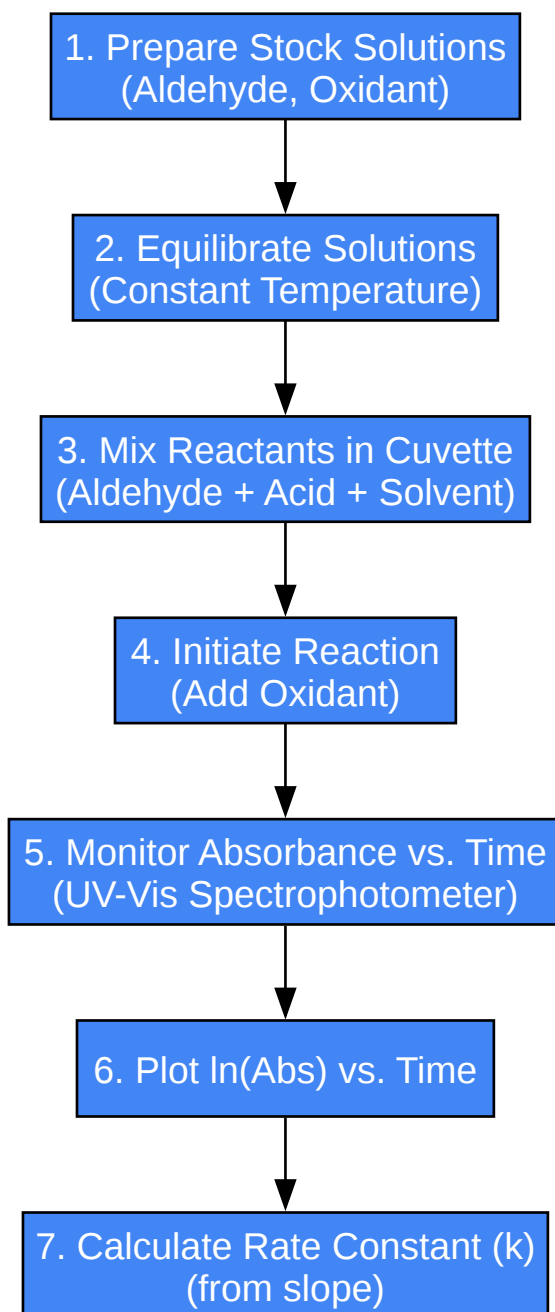 1. Prepare Stock Solutions
(Aldehyde, Oxidant)
2. Equilibrate Solutions
(Constant Temperature)
3. Mix Reactants in Cuvette
(Aldehyde + Acid + Solvent)
4. Initiate Reaction
(Add Oxidant)
5. Monitor Absorbance vs. Time
(UV-Vis Spectrophotometer)
6. Plot ln(Abs) vs. Time
7. Calculate Rate Constant (k)
(from slope)